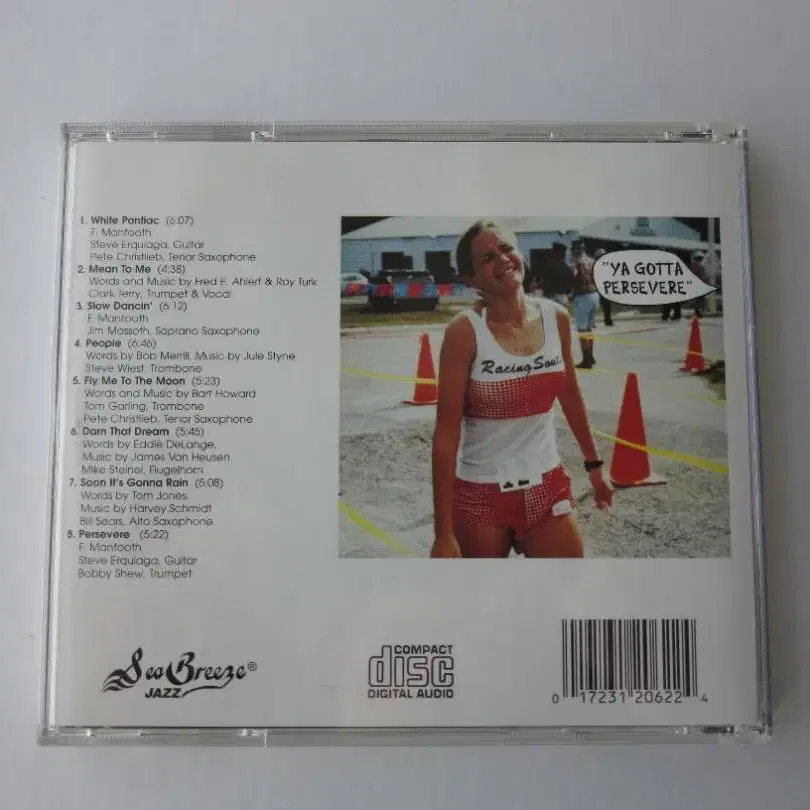 1. White Pontiac (6:07)
F. Mantooth
Steve Erquiaga, Guitar
Pete Christlieb, Tenor Saxophone
2. Mean To Me (4:38)
Words and Music by Fred E. Ahlert & Roy Turk
Clark Terry, Trumpet & Vocal
3. Slow Dancin' (6:12)
F. Mantooth
Jim Massoth, Soprano Saxophone
4. People (6:46)
Words by Bob Merrill, Music by Jule Styne
Steve Wiest, Trombone
5. Fly Me To The Moon (5:23)
Words and Music by Bart Howard
Tom Garling, Trombone
Pete Christlieb, Tenor Saxophone
6. Darn That Dream (5:45)
Words by Eddie DeLange,
Music by James Van Heusen
Mike Steinel, Flugelhorn
7. Soon It's Gonna Rain (5:08)
Words by Tom Jones,
Music by Harvey Schmidt
Bill Sears, Alto Saxophone
8. Persevere (5:22)
F. Mantooth
Steve Erquiaga, Guitar
Bobby Shew, Trumpet
"YA GOTTA
PERSEVERE"
Racing South
Sea Breeze®
JAZZ
COMPACT
disc
DIGITAL AUDIO
0 17231 20622 4